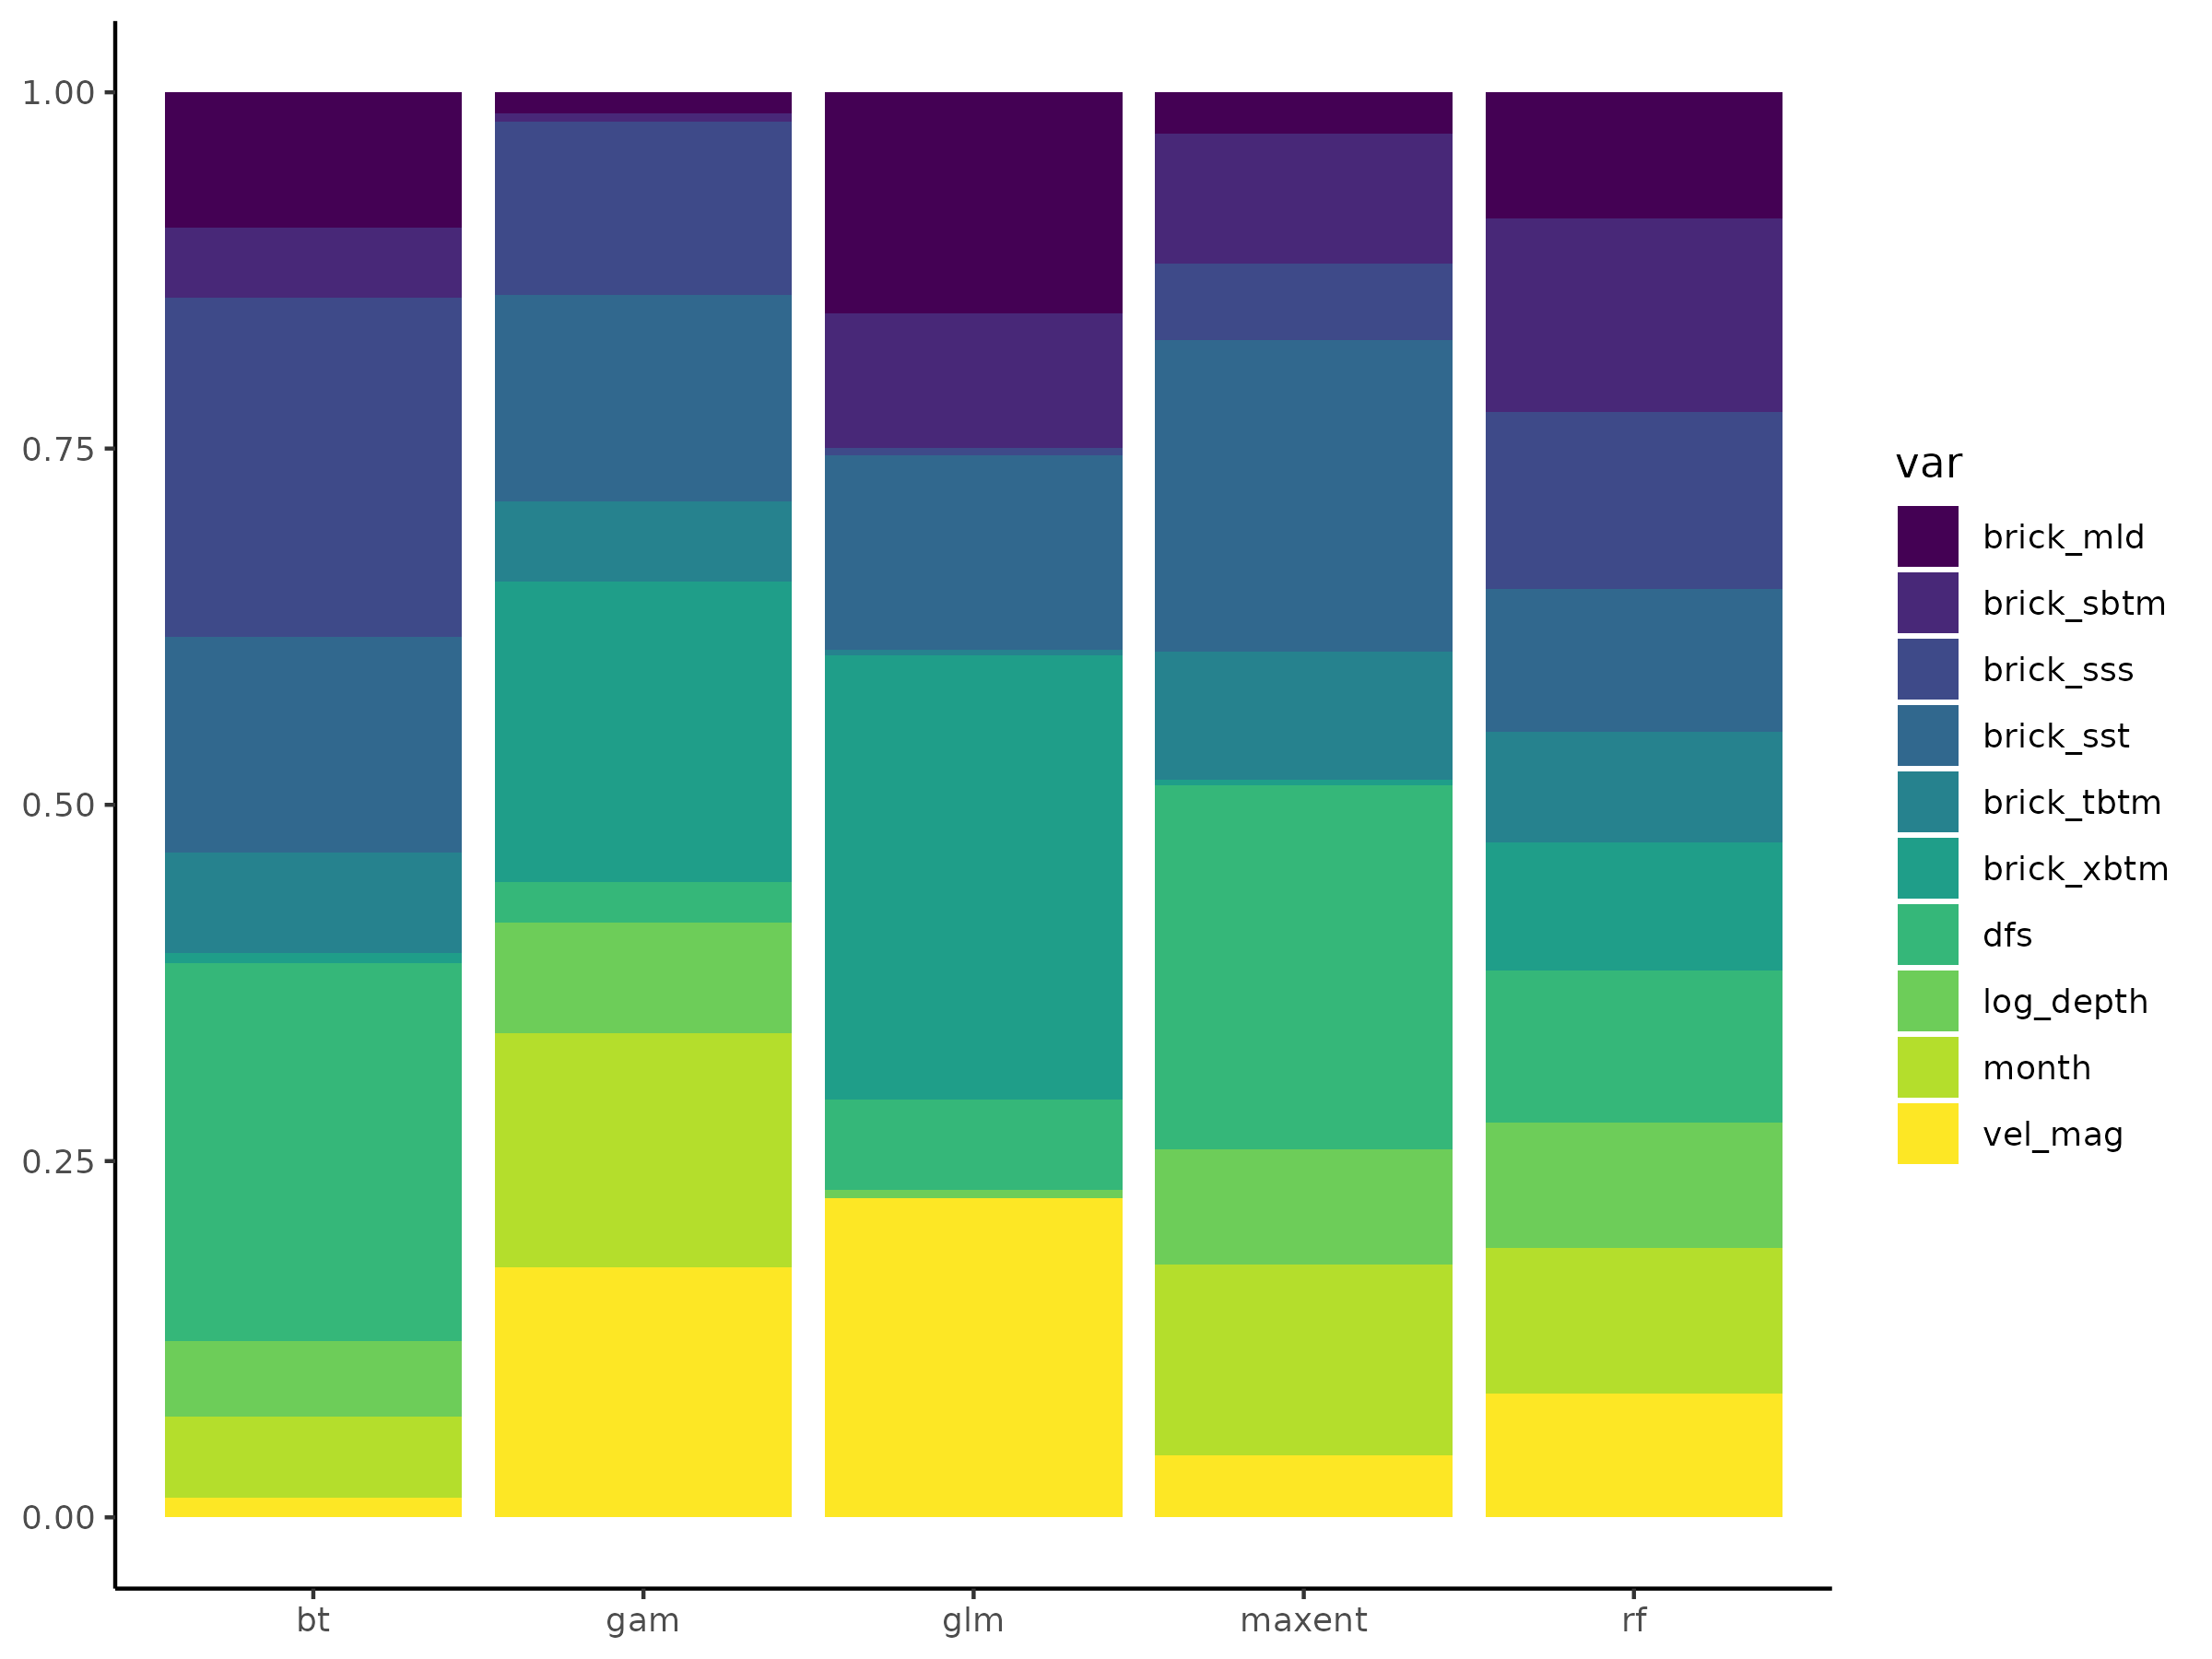 1.00
0.75
0.50
0.25
0.00
bt
gam
glm
maxent
rf
var
brick_mld
brick_sbtm
brick_sss
brick_sst
brick_tbtm
brick_xbtm
dfs
log_depth
month
vel_mag